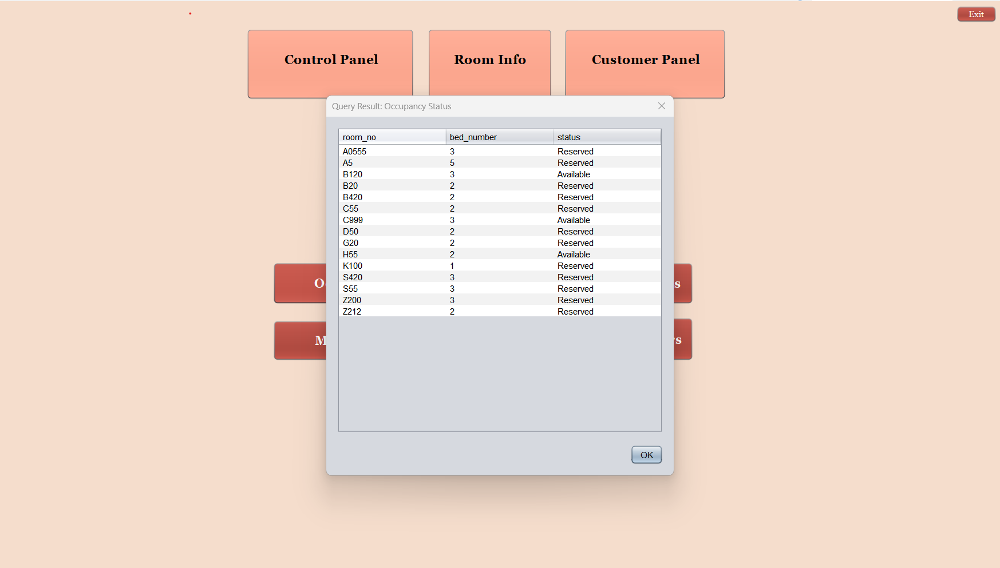 Exit
Control Panel Room Info Customer Panel
Query Result: Occupancy Status
room_no bed_number status
A0555 3 Reserved
A5 5 Reserved
B120 3 Available
B20 2 Reserved
B420 2 Reserved
C55 2 Reserved
C999 3 Available
D50 2 Reserved
G20 2 Reserved
H55 2 Available
K100 1 Reserved
S420 3 Reserved
S55 3 Reserved
Z200 3 Reserved
Z212 2 Reserved
OK